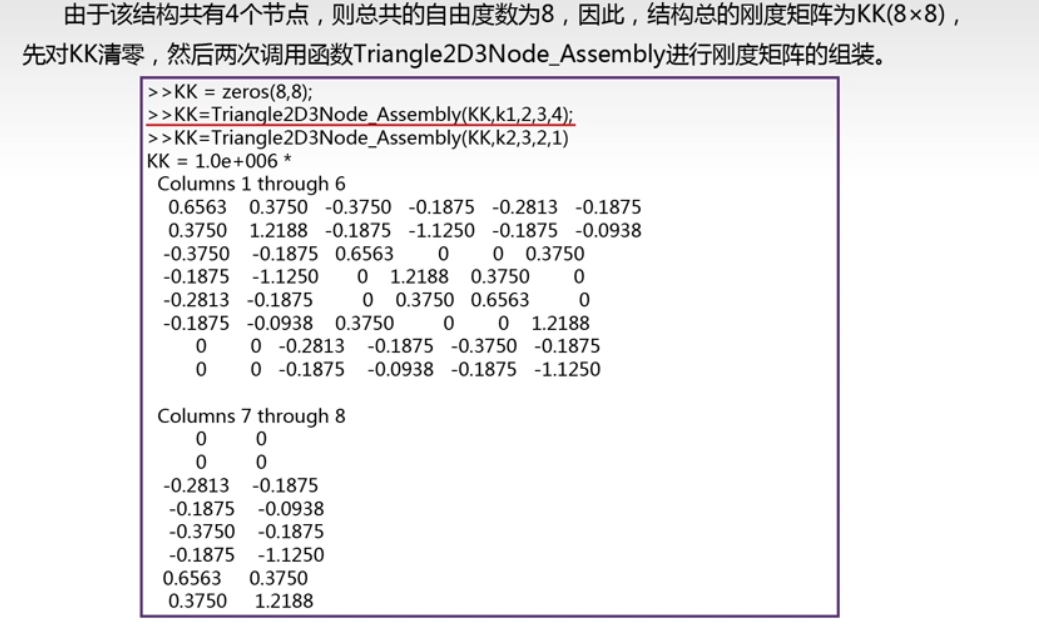 由于该结构共有4个节点，则总共的自由度数为8，因此，结构总的刚度矩阵为KK(8×8)，
先对KK清零，然后两次调用函数Triangle2D3Node_Assembly进行刚度矩阵的组装。
>>KK = zeros(8,8);
>>KK=Triangle2D3Node_Assembly(KK,k1,2,3,4);
>>KK=Triangle2D3Node_Assembly(KK,k2,3,2,1)
KK = 1.0e+006 *
Columns 1 through 6
0.6563 0.3750 -0.3750 -0.1875 -0.2813 -0.1875
0.3750 1.2188 -0.1875 -1.1250 -0.1875 -0.0938
-0.3750 -0.1875 0.6563 0 0 0.3750
-0.1875 -1.1250 0 1.2188 0.3750 0
-0.2813 -0.1875 0 0.3750 0.6563 0
-0.1875 -0.0938 0.3750 0 0 1.2188
0 0 -0.2813 -0.1875 -0.3750 -0.1875
0 0 -0.1875 -0.0938 -0.1875 -1.1250
Columns 7 through 8
0 0
0 0
-0.2813 -0.1875
-0.1875 -0.0938
-0.3750 -0.1875
-0.1875 -1.1250
0.6563 0.3750
0.3750 1.2188